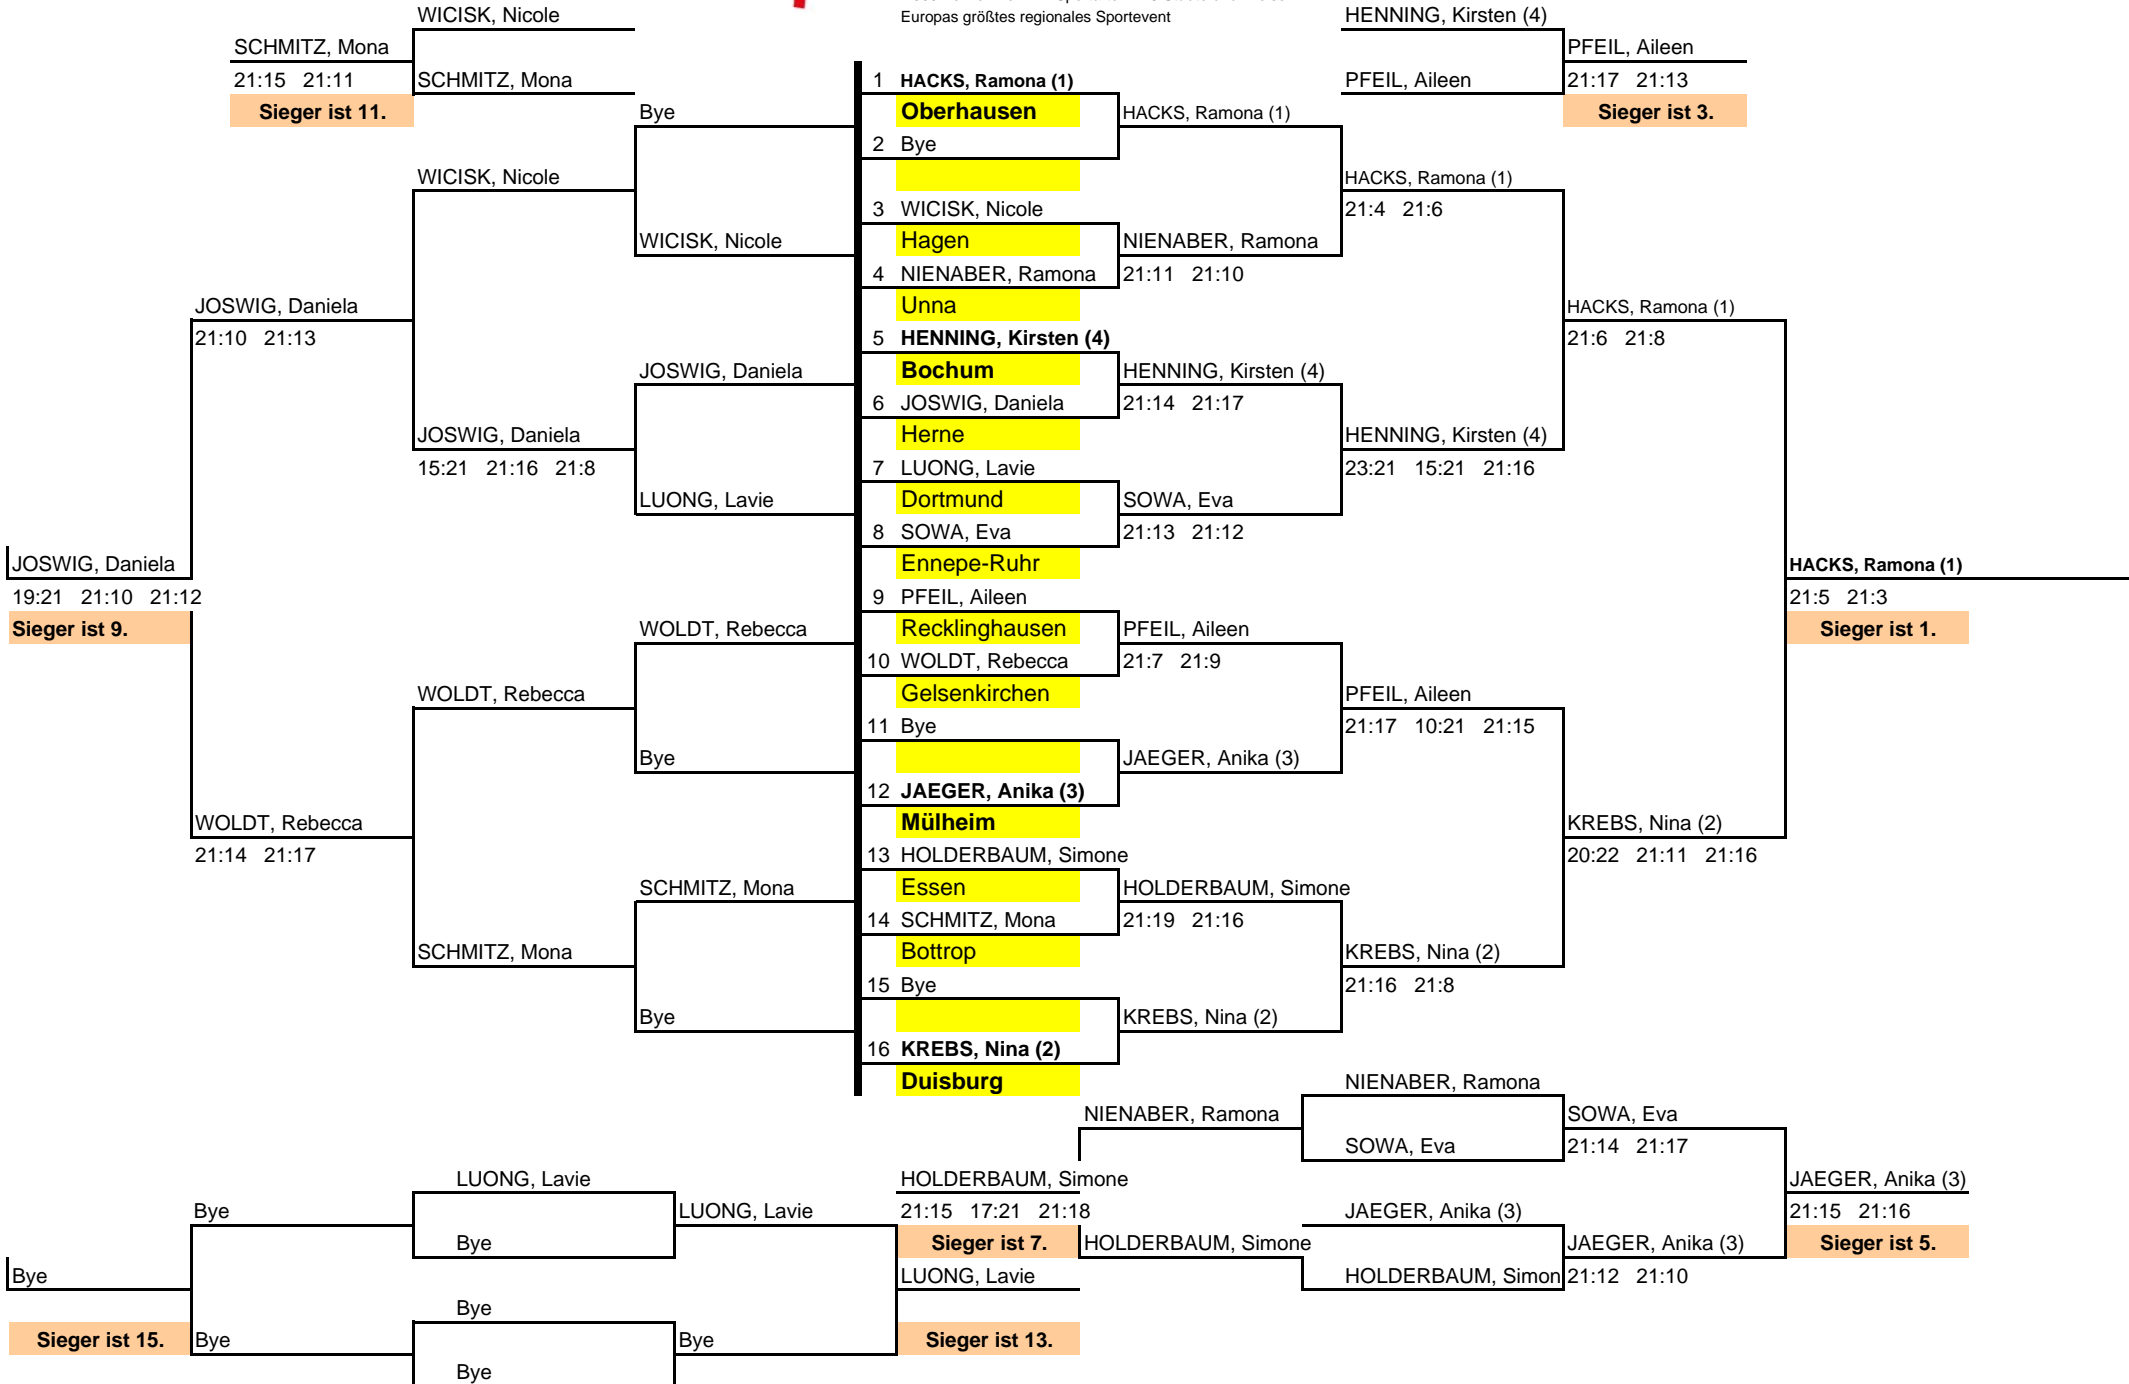 WICISK, Nicole
Europas größtes regionales Sportevent
HENNING, Kirsten (4)
SCHMITZ, Mona
PFEIL, Aileen
21:15 21:11
SCHMITZ, Mona
1 HACKS, Ramona (1)
PFEIL, Aileen
21:17 21:13
Sieger ist 11.
Bye
Oberhausen
HACKS, Ramona (1)
Sieger ist 3.
2 Bye
WICISK, Nicole
HACKS, Ramona (1)
3 WICISK, Nicole
21:4 21:6
WICISK, Nicole
Hagen
NIENABER, Ramona
4 NIENABER, Ramona
21:11 21:10
JOSWIG, Daniela
Unna
HACKS, Ramona (1)
21:10 21:13
5 HENNING, Kirsten (4)
21:6 21:8
JOSWIG, Daniela
Bochum
HENNING, Kirsten (4)
6 JOSWIG, Daniela
21:14 21:17
JOSWIG, Daniela
Herne
HENNING, Kirsten (4)
15:21 21:16 21:8
7 LUONG, Lavie
23:21 15:21 21:16
LUONG, Lavie
Dortmund
SOWA, Eva
8 SOWA, Eva
21:13 21:12
JOSWIG, Daniela
Ennepe-Ruhr
HACKS, Ramona (1)
19:21 21:10 21:12
9 PFEIL, Aileen
21:5 21:3
Sieger ist 9.
WOLDT, Rebecca
Recklinghausen
PFEIL, Aileen
Sieger ist 1.
10 WOLDT, Rebecca
21:7 21:9
WOLDT, Rebecca
Gelsenkirchen
PFEIL, Aileen
11 Bye
21:17 10:21 21:15
Bye
JAEGER, Anika (3)
12 JAEGER, Anika (3)
WOLDT, Rebecca
Mülheim
KREBS, Nina (2)
21:14 21:17
13 HOLDERBAUM, Simone
20:22 21:11 21:16
SCHMITZ, Mona
Essen
HOLDERBAUM, Simone
14 SCHMITZ, Mona
21:19 21:16
SCHMITZ, Mona
Bottrop
KREBS, Nina (2)
15 Bye
21:16 21:8
Bye
KREBS, Nina (2)
16 KREBS, Nina (2)
Duisburg
NIENABER, Ramona
NIENABER, Ramona
SOWA, Eva
SOWA, Eva
21:14 21:17
LUONG, Lavie
HOLDERBAUM, Simone
JAEGER, Anika (3)
Bye
LUONG, Lavie
21:15 17:21 21:18
JAEGER, Anika (3)
21:15 21:16
Bye
Sieger ist 7.
HOLDERBAUM, Simone
JAEGER, Anika (3)
Sieger ist 5.
Bye
LUONG, Lavie
HOLDERBAUM, Simon
21:12 21:10
Bye
Sieger ist 15.
Bye
Bye
Sieger ist 13.
Bye